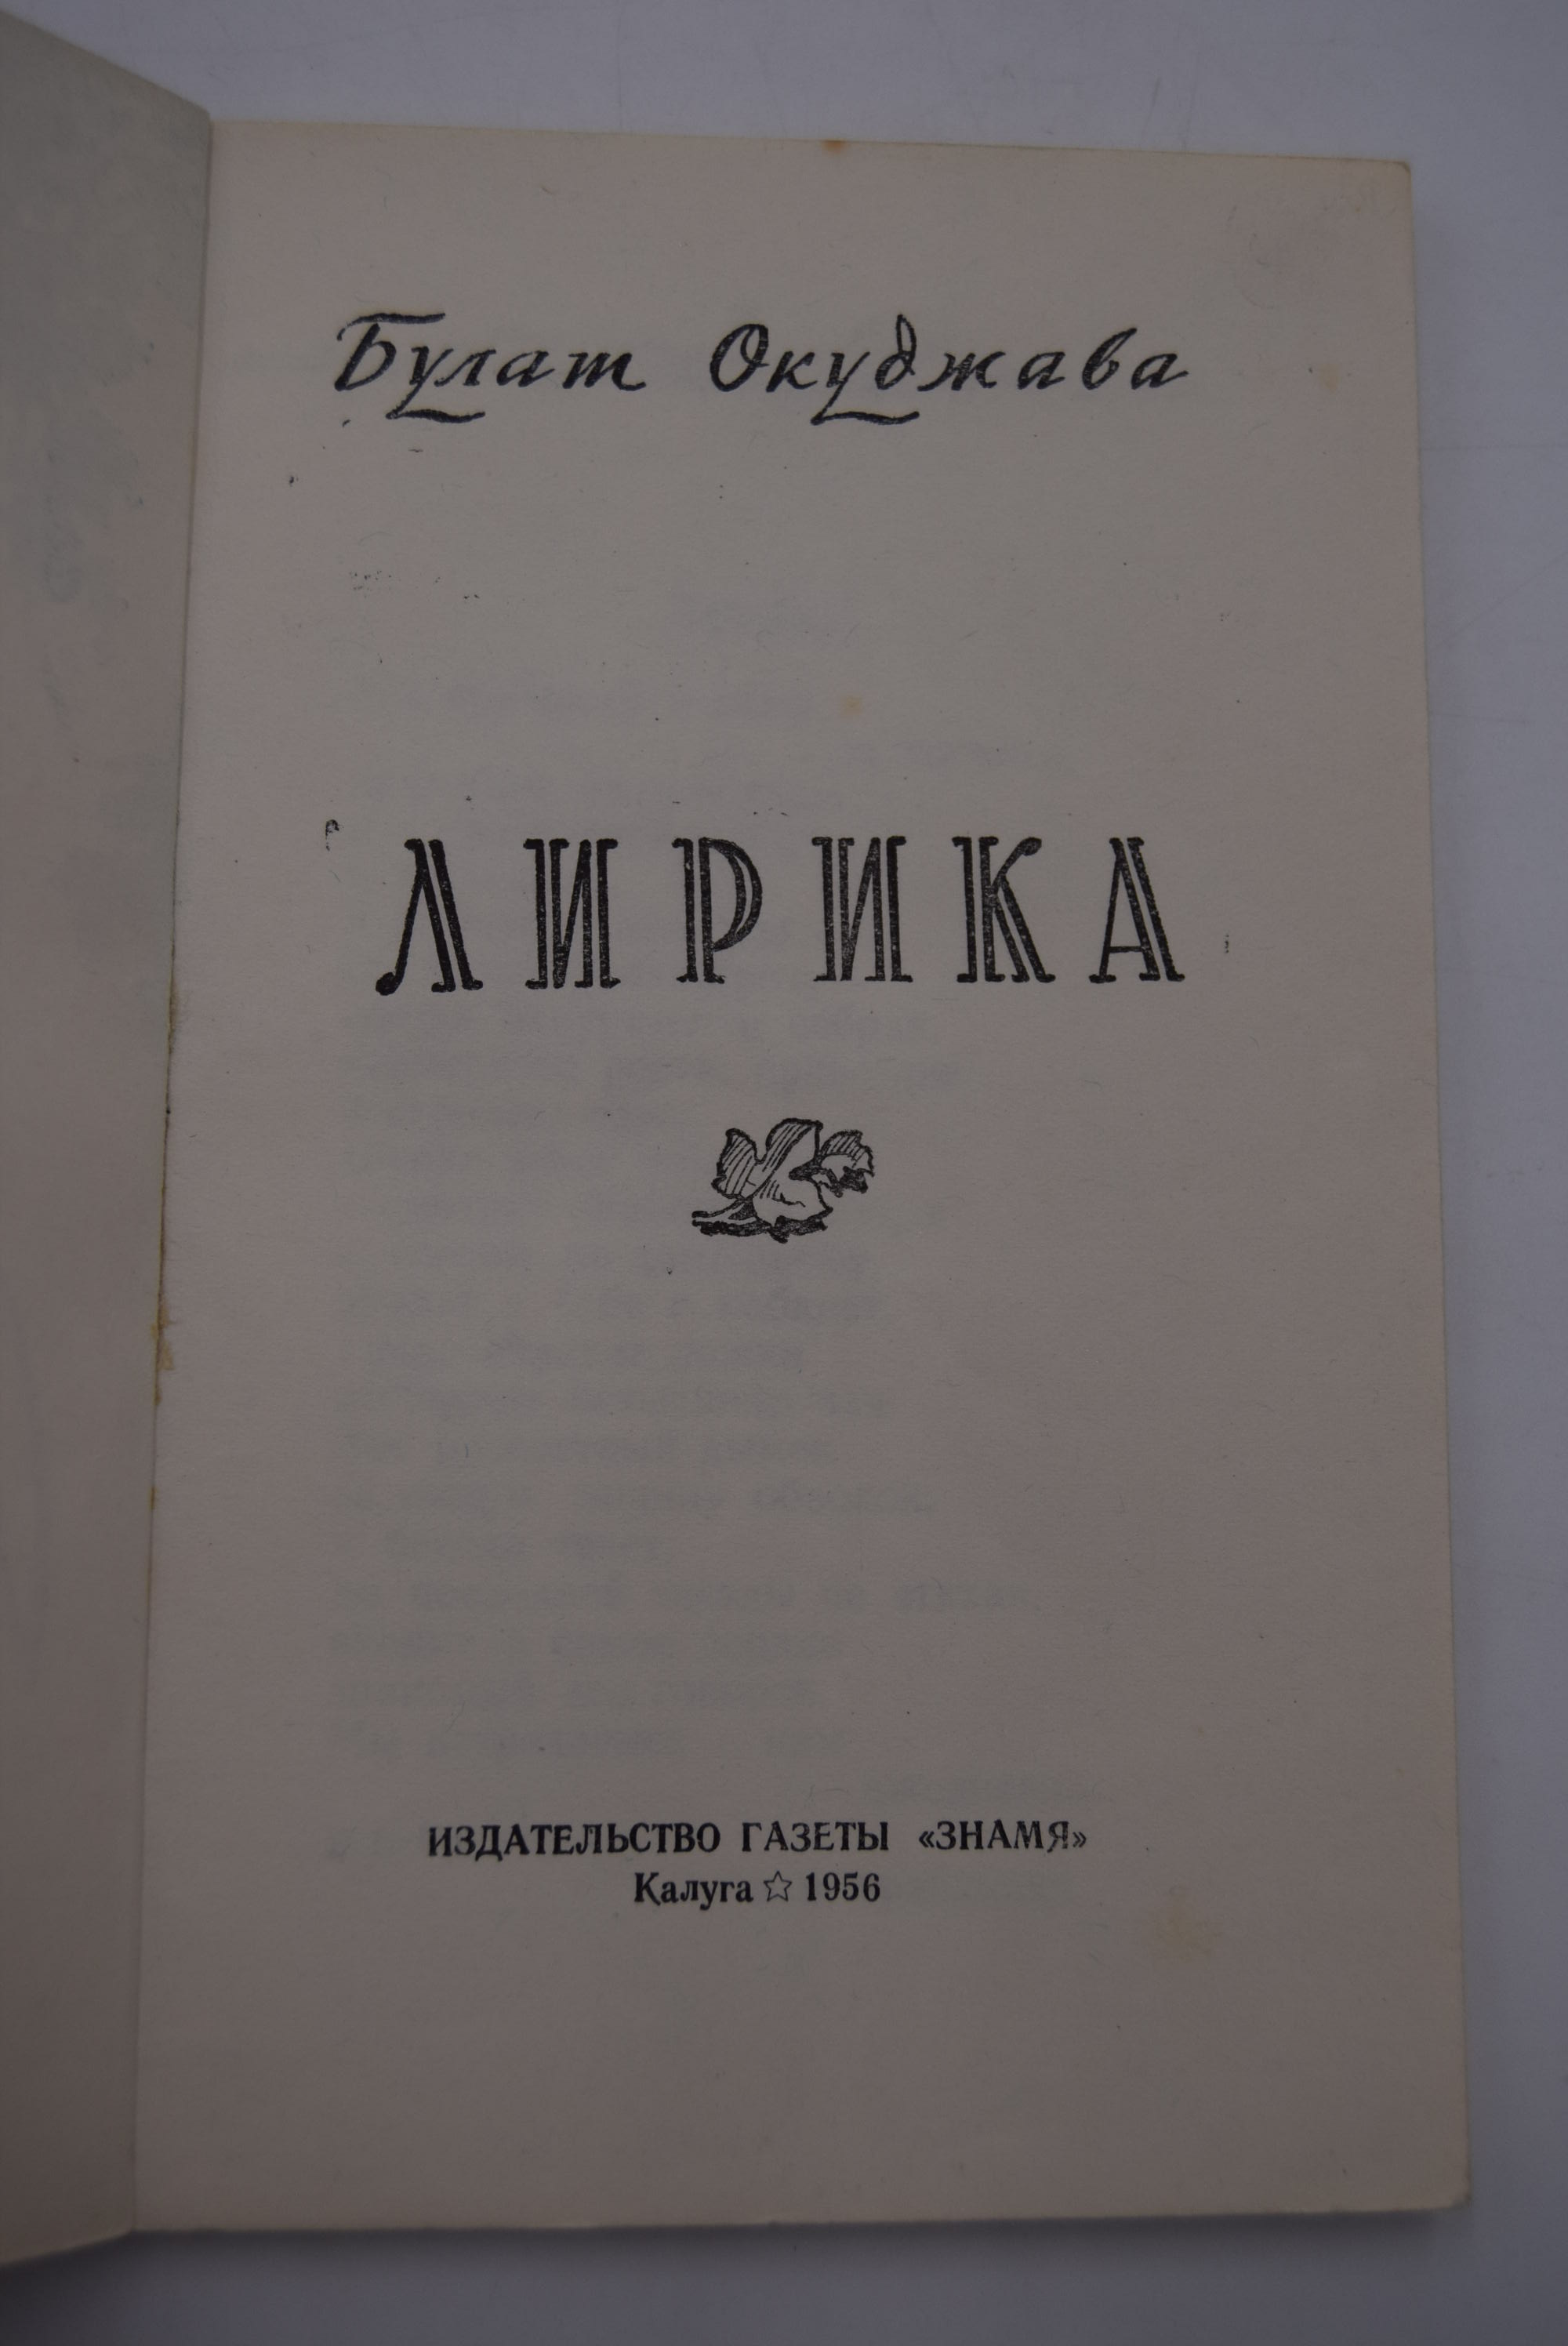 Булат Окуджава
ЛИРИКА
ИЗДАТЕЛЬСТВО ГАЗЕТЫ «ЗНАМЯ»
Калуга ☆ 1956